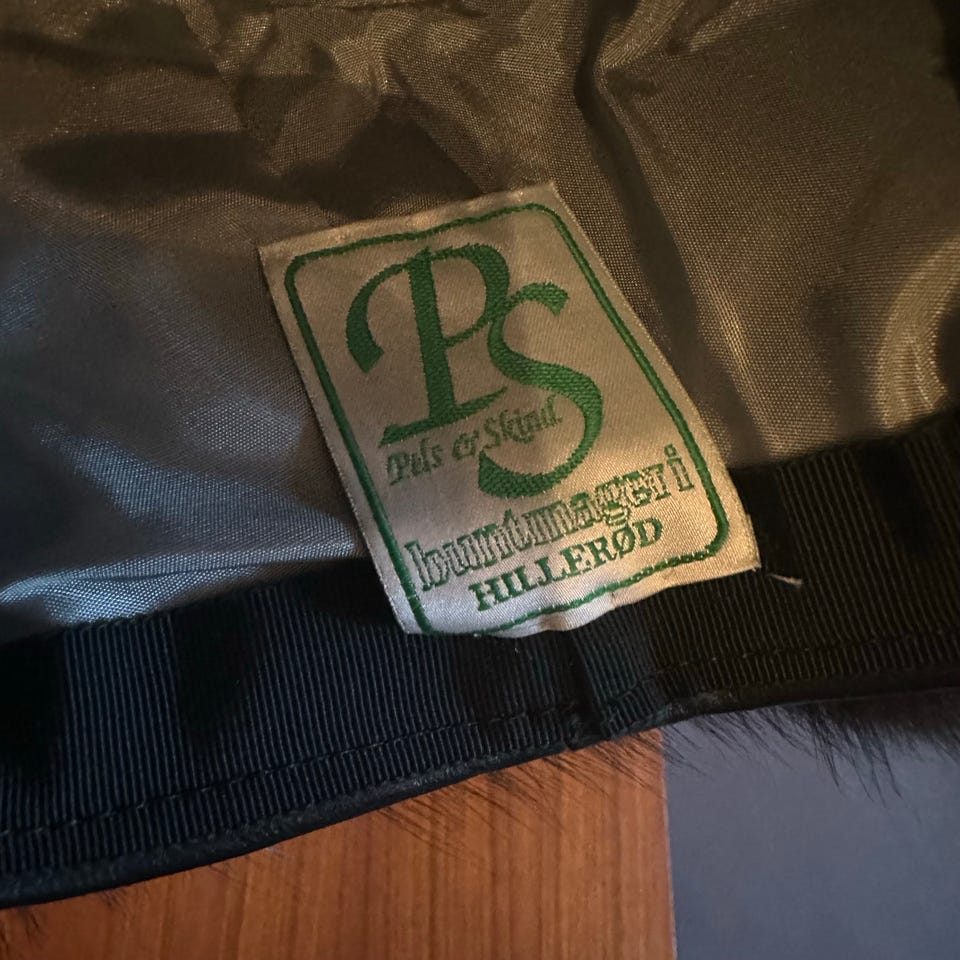 PS
Pels & Skind
buntmageri
HILLERØD